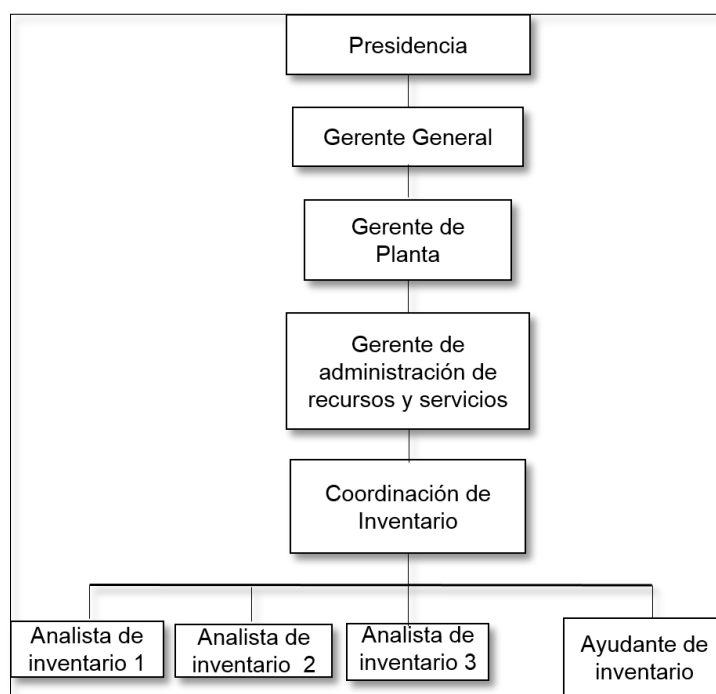 Presidencia
Gerente General
Gerente de
Planta
Gerente de
administración de
recursos y servicios
Coordinación de
Inventario
Analista de
inventario 1
Analista de
inventario 2
Analista de
inventario 3
Ayudante de
inventario